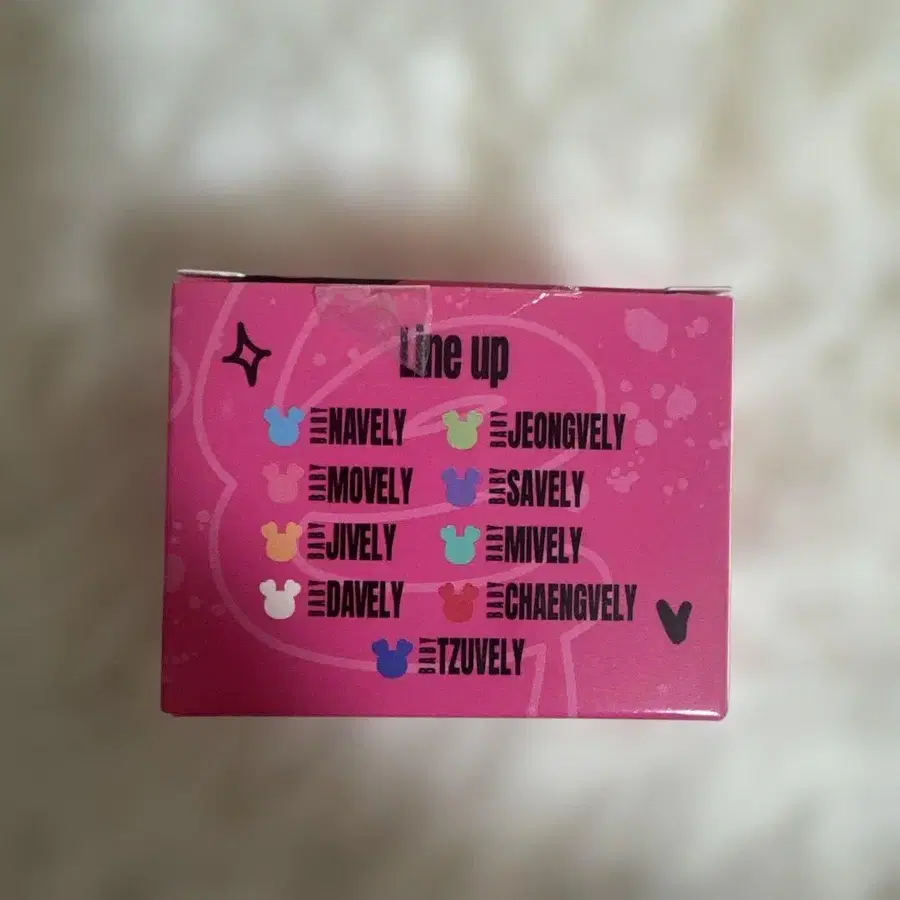 Line up
BABY NAVELY BABY JEONGVELY
BABY MOVELY BABY SAVELY
BABY JIVELY BABY MIVELY
BABY DAVELY BABY CHAENGVELY
BABY TZUVELY